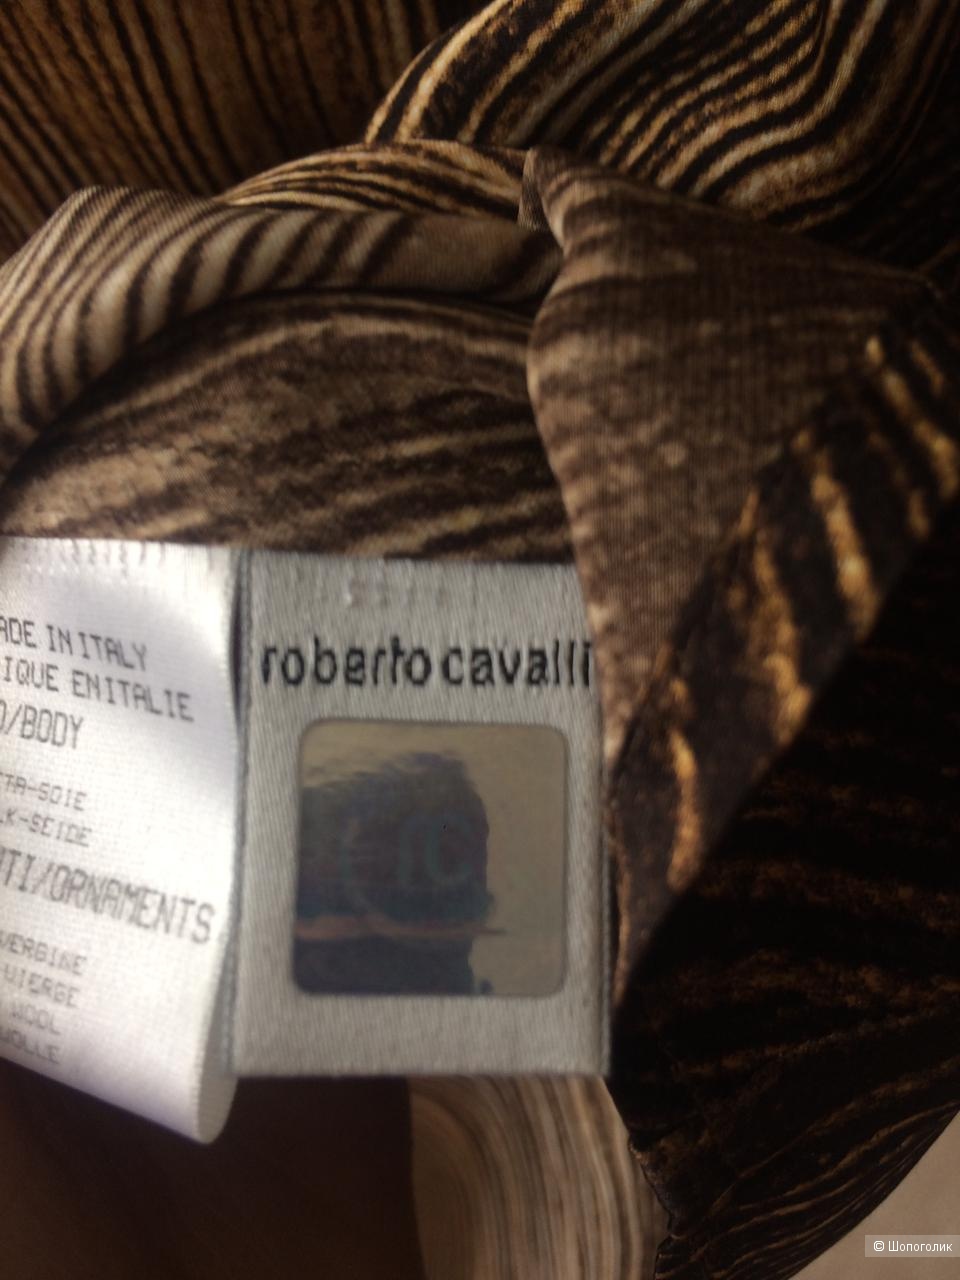 ADE IN ITALY
IQUE EN ITALIE
O/BODY
TA-SOIE
LK-SEIDE
TI/ORNAMENTS
VERGINE
VIERGE
WOOL
WOLLE
roberto cavalli
© Шопоголик